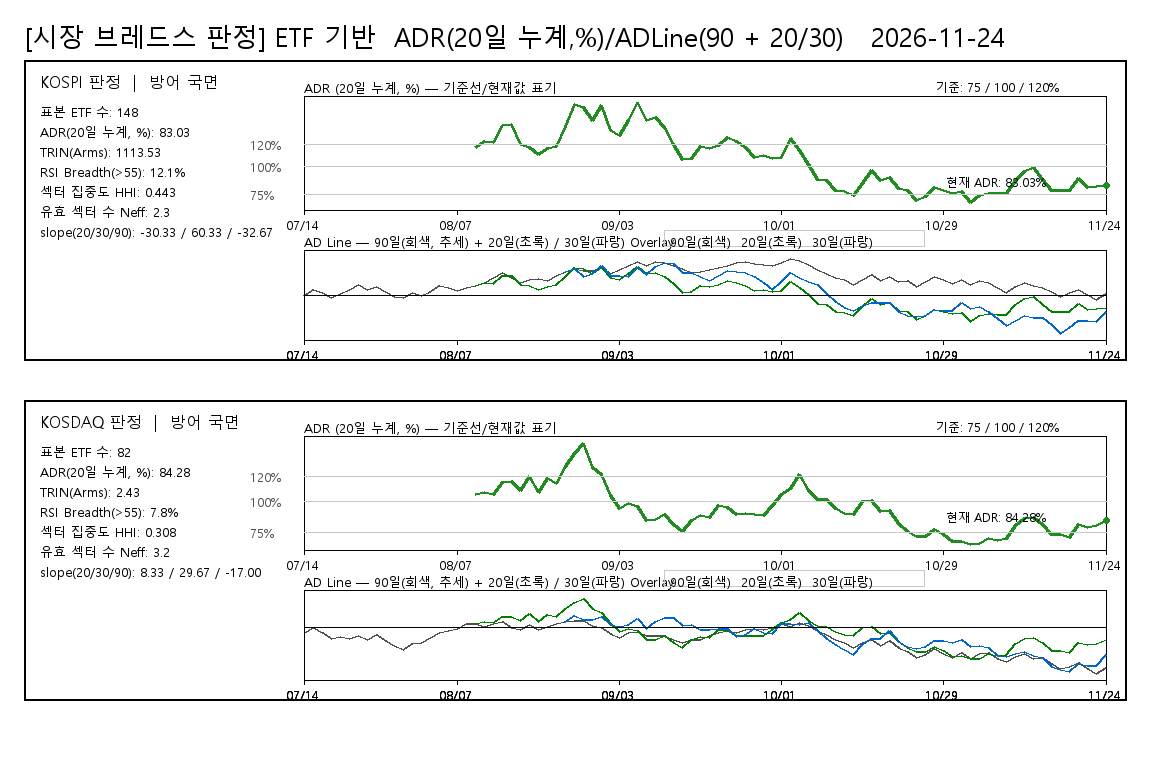 [시장 브레드스 판정] ETF 기반 ADR(20일 누계,%)/ADLine(90 + 20/30) 2026-11-24
KOSPI 판정 | 방어 국면
표본 ETF 수: 148
ADR(20일 누계, %): 83.03
TRIN(Arms): 1113.53
RSI Breadth(>55): 12.1%
섹터 집중도 HHI: 0.443
유효 섹터 수 Neff: 2.3
slope(20/30/90): -30.33 / 60.33 / -32.67
ADR (20일 누계, %) — 기준선/현재값 표기
기준: 75 / 100 / 120%
120%
100%
75%
현재 ADR: 83.03%
07/14 08/07 09/03 10/01 10/29 11/24
AD Line — 90일(회색, 추세) + 20일(초록) / 30일(파랑) Overlay
90일(회색) 20일(초록) 30일(파랑)
07/14 08/07 09/03 10/01 10/29 11/24
KOSDAQ 판정 | 방어 국면
표본 ETF 수: 82
ADR(20일 누계, %): 84.28
TRIN(Arms): 2.43
RSI Breadth(>55): 7.8%
섹터 집중도 HHI: 0.308
유효 섹터 수 Neff: 3.2
slope(20/30/90): 8.33 / 29.67 / -17.00
ADR (20일 누계, %) — 기준선/현재값 표기
기준: 75 / 100 / 120%
120%
100%
75%
현재 ADR: 84.28%
07/14 08/07 09/03 10/01 10/29 11/24
AD Line — 90일(회색, 추세) + 20일(초록) / 30일(파랑) Overlay
90일(회색) 20일(초록) 30일(파랑)
07/14 08/07 09/03 10/01 10/29 11/24